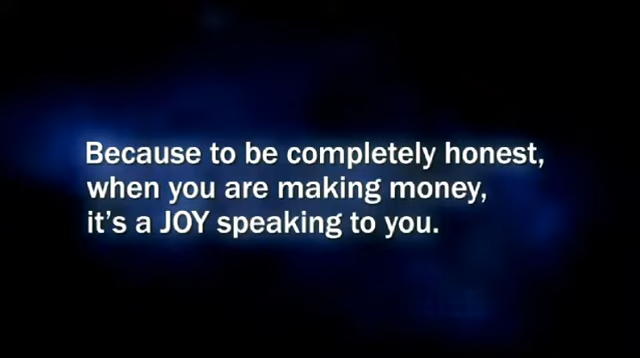 Because to be completely honest,
when you are making money,
it's a JOY speaking to you.